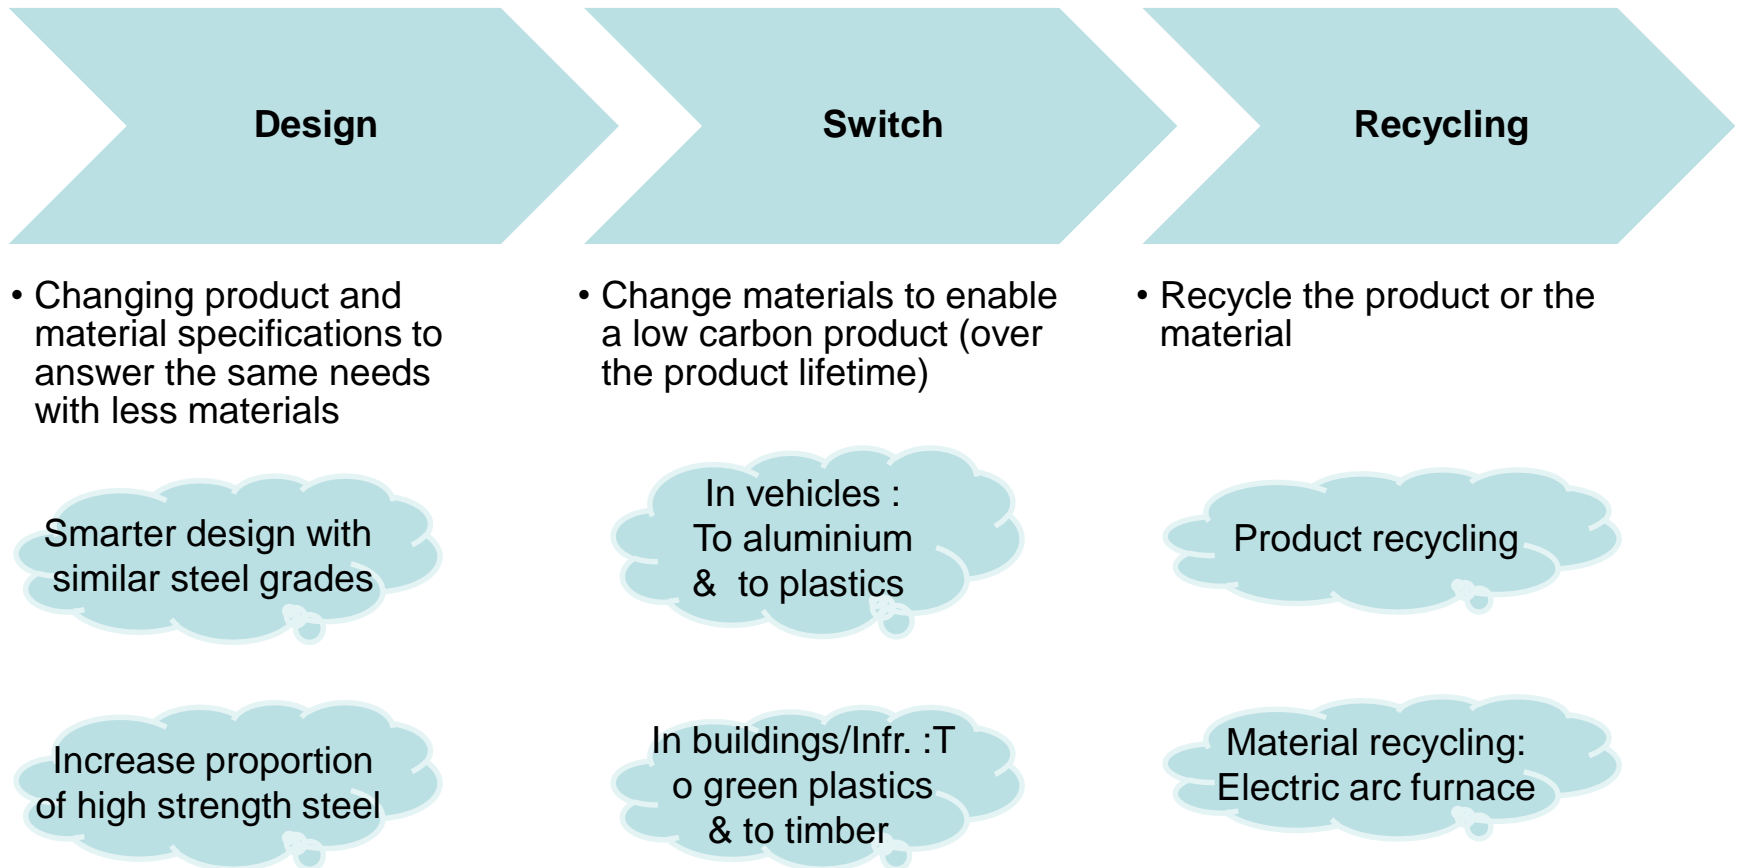 Design
Switch
Recycling
• Changing product and
material specifications to
answer the same needs
with less materials
• Change materials to enable
a low carbon product (over
the product lifetime)
• Recycle the product or the
material
Smarter design with
similar steel grades
In vehicles :
To aluminium
& to plastics
Product recycling
Increase proportion
of high strength steel
In buildings/Infr. :T
o green plastics
& to timber
Material recycling:
Electric arc furnace